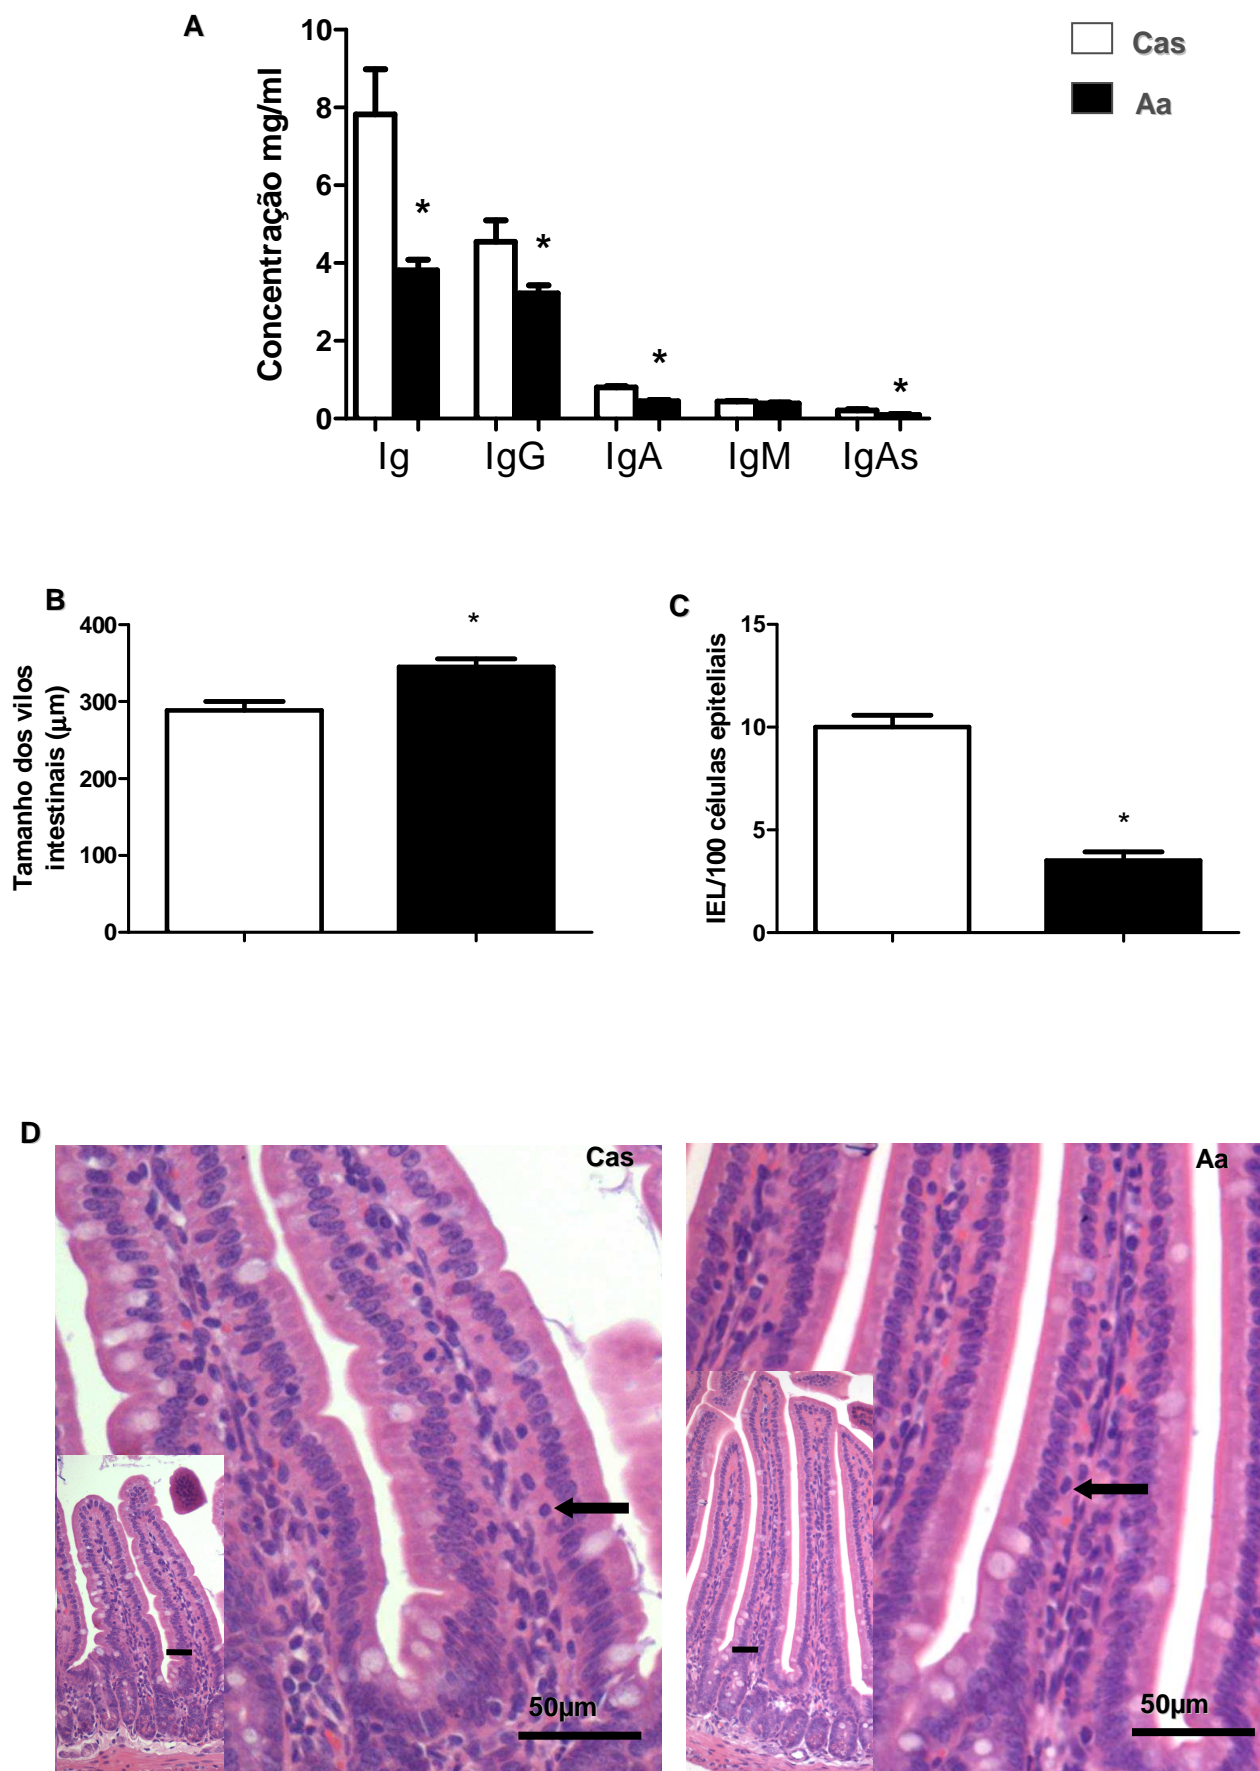 A
Cas
Aa
Concentração mg/ml
10
8
6
4
2
0
*
*
*
*
Ig IgG IgA IgM IgAs
B
Tamanho dos vilos
intestinais (µm)
400
300
200
100
0
*
C
IEL/100 células epiteliais
15
10
5
0
*
D
Cas
50µm
Aa
50µm